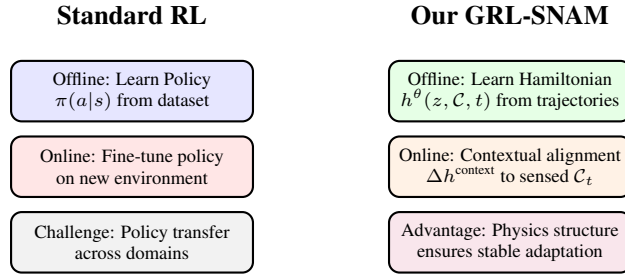 Standard RL
Offline: Learn Policy
π(a|s) from dataset
Online: Fine-tune policy
on new environment
Challenge: Policy transfer
across domains
Our GRL-SNAM
Offline: Learn Hamiltonian
h^θ(z, 𝒞, t) from trajectories
Online: Contextual alignment
Δh^context to sensed 𝒞_t
Advantage: Physics structure
ensures stable adaptation